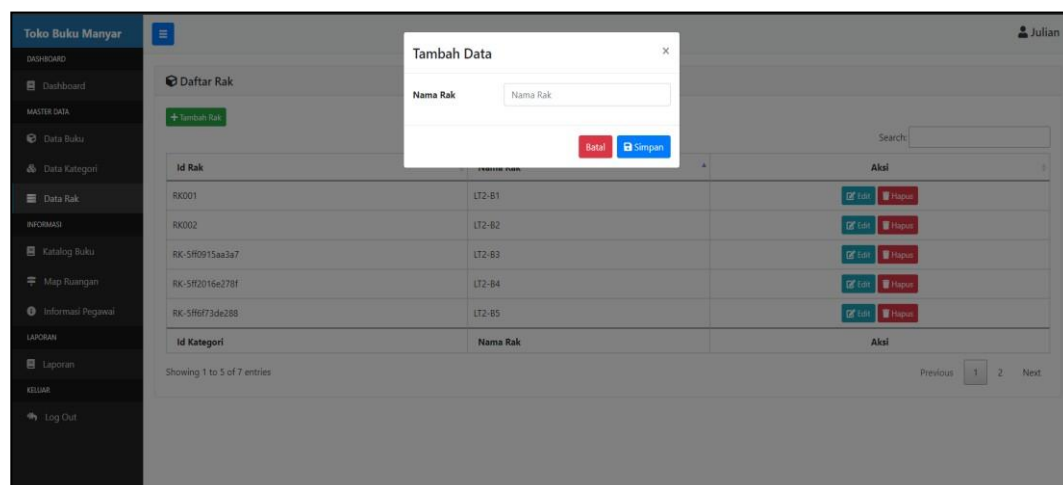 Toko Buku Manyar
Julian
DASHBOARD
Dashboard
MASTER DATA
Data Buku
Data Kategori
Data Rak
INFORMASI
Katalog Buku
Map Ruangan
Informasi Pegawai
LAPORAN
Laporan
KELUAR
Log Out
Tambah Data ×
Nama Rak Nama Rak
Batal Simpan
Daftar Rak
+ Tambah Rak
Search:
Id Rak Nama Rak Aksi
RK001 LT2-B1 Edit Hapus
RK002 LT2-B2 Edit Hapus
RK-5ff0915aa3a7 LT2-B3 Edit Hapus
RK-5ff2016e278f LT2-B4 Edit Hapus
RK-5ff6f73de288 LT2-B5 Edit Hapus
Id Kategori Nama Rak Aksi
Showing 1 to 5 of 7 entries
Previous 1 2 Next